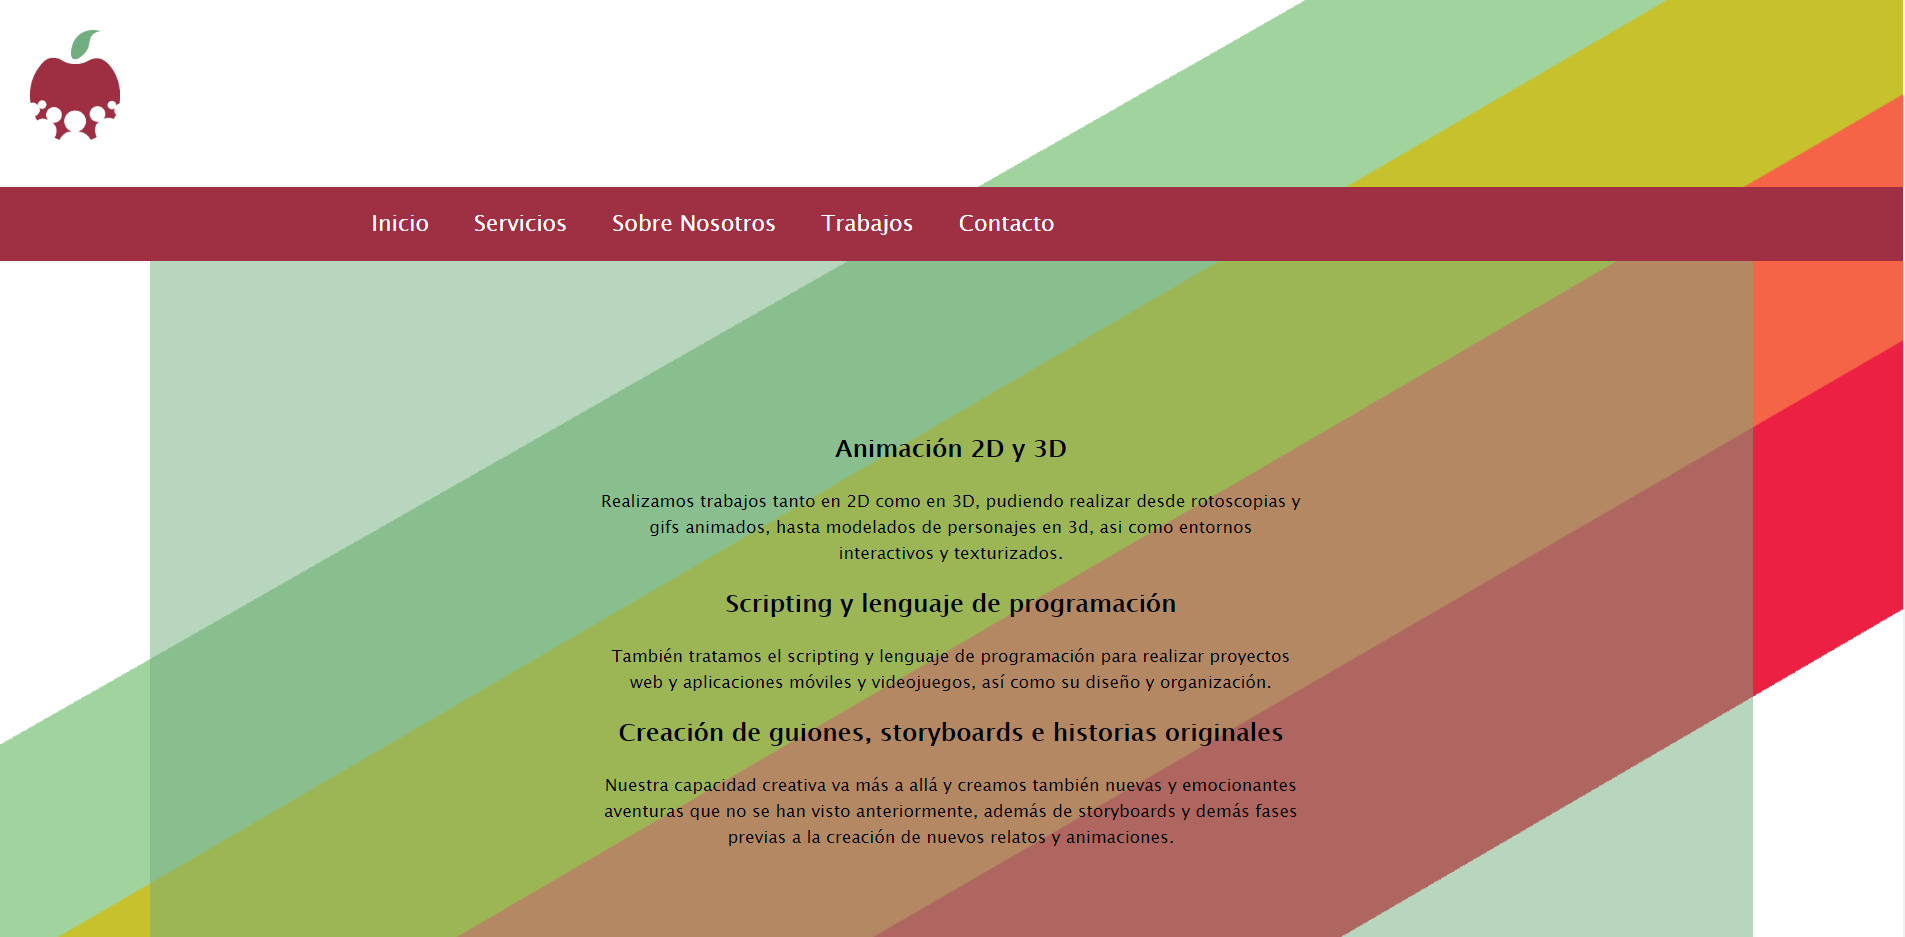 Inicio Servicios Sobre Nosotros Trabajos Contacto
Animación 2D y 3D
Realizamos trabajos tanto en 2D como en 3D, pudiendo realizar desde rotoscopias y
gifs animados, hasta modelados de personajes en 3d, asi como entornos
interactivos y texturizados.
Scripting y lenguaje de programación
También tratamos el scripting y lenguaje de programación para realizar proyectos
web y aplicaciones móviles y videojuegos, así como su diseño y organización.
Creación de guiones, storyboards e historias originales
Nuestra capacidad creativa va más a allá y creamos también nuevas y emocionantes
aventuras que no se han visto anteriormente, además de storyboards y demás fases
previas a la creación de nuevos relatos y animaciones.